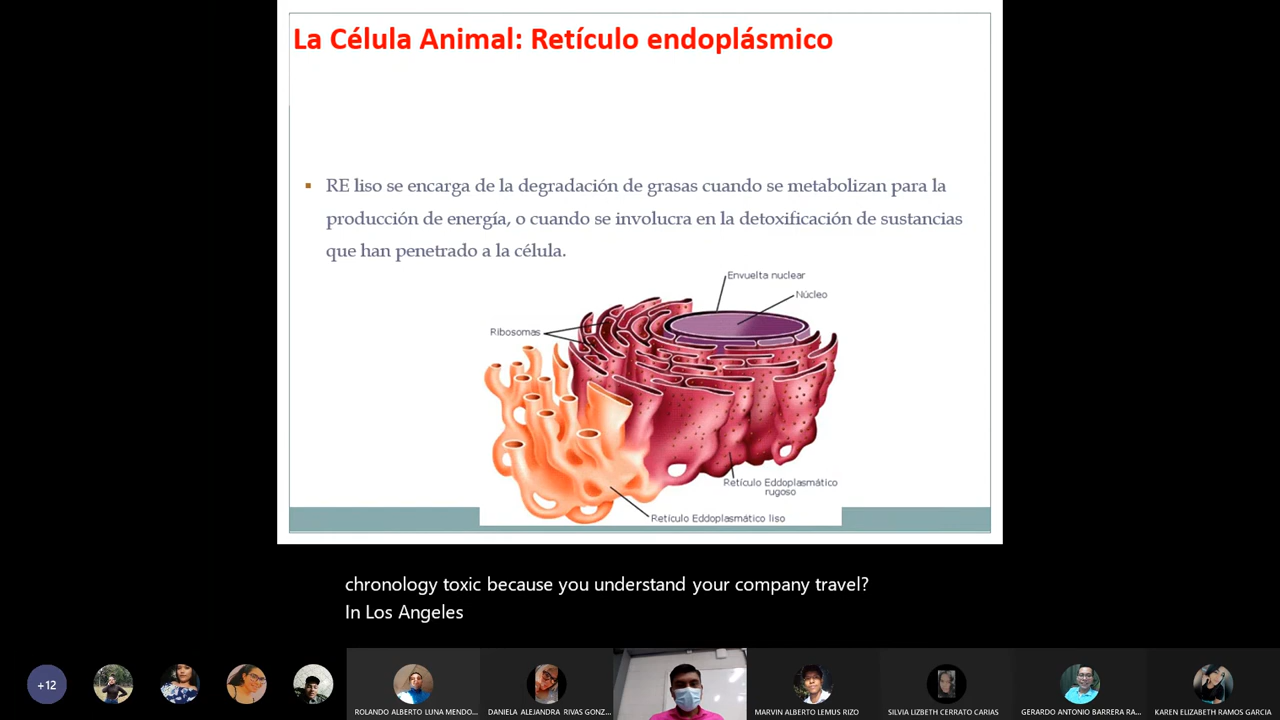 La Célula Animal: Retículo endoplásmico
RE liso se encarga de la degradación de grasas cuando se metabolizan para la
producción de energía, o cuando se involucra en la detoxificación de sustancias
que han penetrado a la célula.
Envuelta nuclear
Núcleo
Ribosomas
Retículo Eddoplasmático
rugoso
Retículo Eddoplasmático liso
chronology toxic because you understand your company travel?
In Los Angeles
+12
ROLANDO ALBERTO LUNA MENDO...
DANIELA ALEJANDRA RIVAS GONZ...
MARVIN ALBERTO LEMUS RIZO
SILVIA LIZBETH CERRATO CARIAS
GERARDO ANTONIO BARRERA RA...
KAREN ELIZABETH RAMOS GARCIA